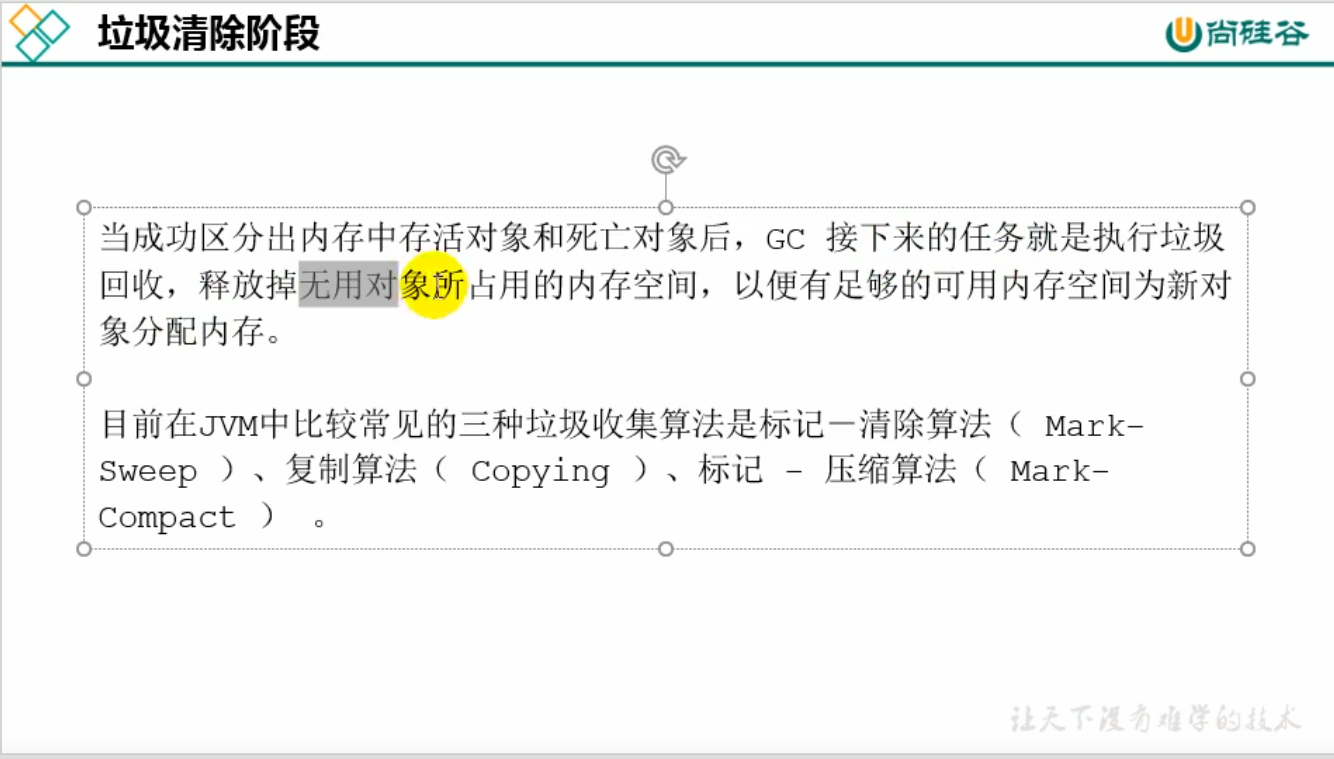 垃圾清除阶段
尚硅谷
当成功区分出内存中存活对象和死亡对象后，GC 接下来的任务就是执行垃圾
回收，释放掉无用对象所占用的内存空间，以便有足够的可用内存空间为新对
象分配内存。
目前在JVM中比较常见的三种垃圾收集算法是标记－清除算法（ Mark-
Sweep ）、复制算法（ Copying ）、标记 - 压缩算法（ Mark-
Compact ） 。
让天下没有难学的技术